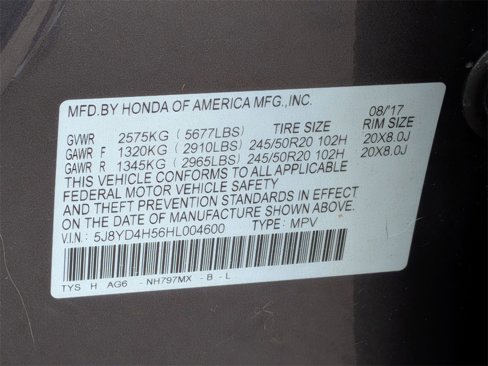 MFD.BY HONDA OF AMERICA MFG.,INC.
08/'17
GVWR 2575KG (5677LBS) TIRE SIZE RIM SIZE
GAWR F 1320KG (2910LBS) 245/50R20 102H 20X8.0J
GAWR R 1345KG (2965LBS) 245/50R20 102H 20X8.0J
THIS VEHICLE CONFORMS TO ALL APPLICABLE
FEDERAL MOTOR VEHICLE SAFETY
AND THEFT PREVENTION STANDARDS IN EFFECT
ON THE DATE OF MANUFACTURE SHOWN ABOVE.
V.I.N.: 5J8YD4H56HL004600 TYPE: MPV
TYS H AG6 -NH797MX -B-L